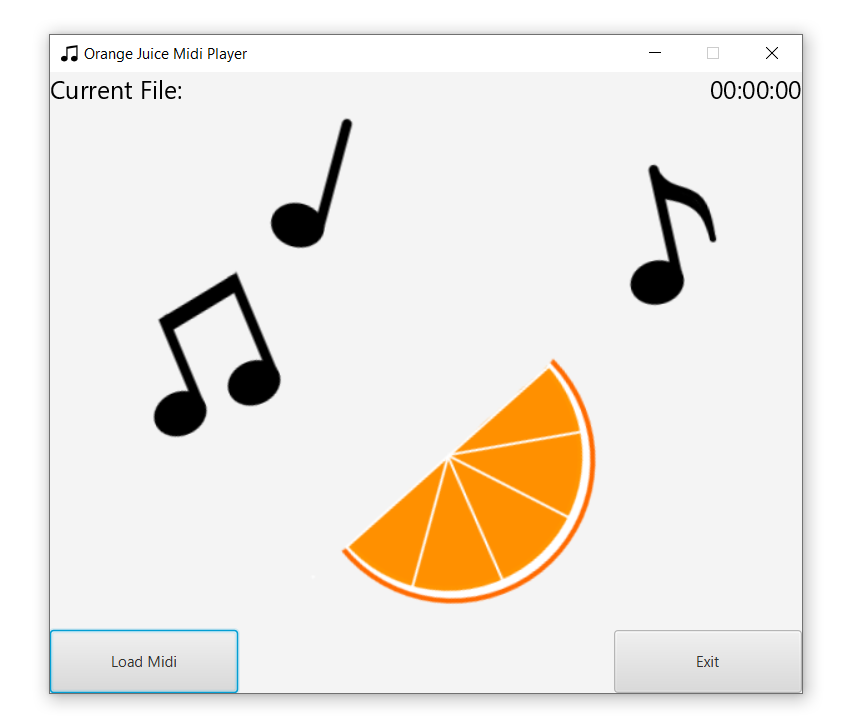 Orange Juice Midi Player
Current File: 00:00:00
Load Midi Exit